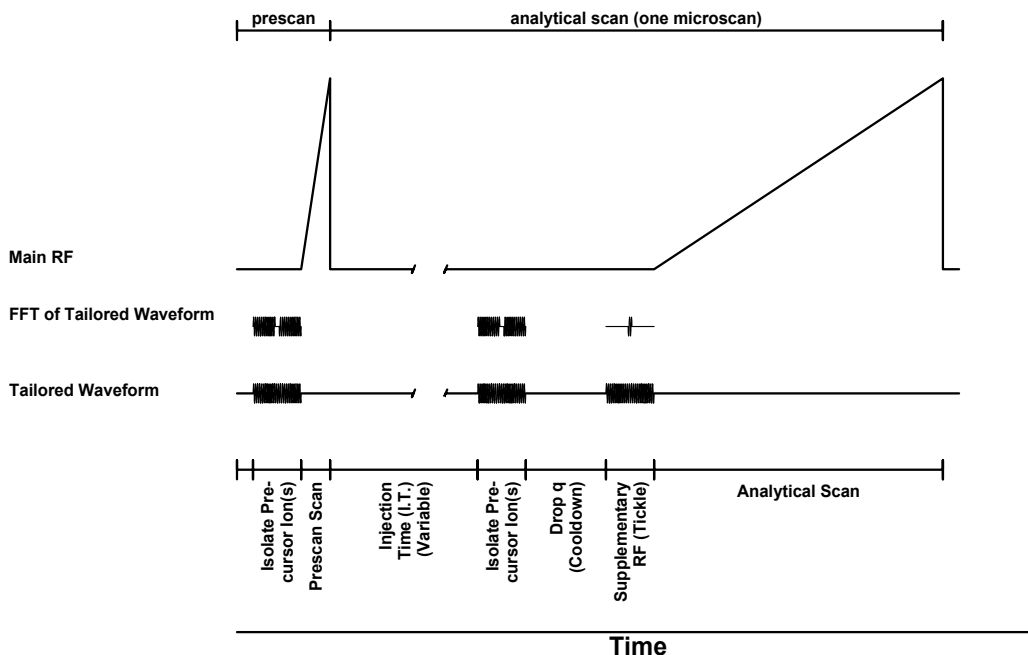 prescan
analytical scan (one microscan)
Main RF
FFT of Tailored Waveform
Tailored Waveform
Isolate Pre-
cursor Ion(s)
Prescan Scan
Injection
Time (I.T.)
(Variable)
Isolate Pre-
cursor Ion(s)
Drop q
(Cooldown)
Supplementary
RF (Tickle)
Analytical Scan
Time